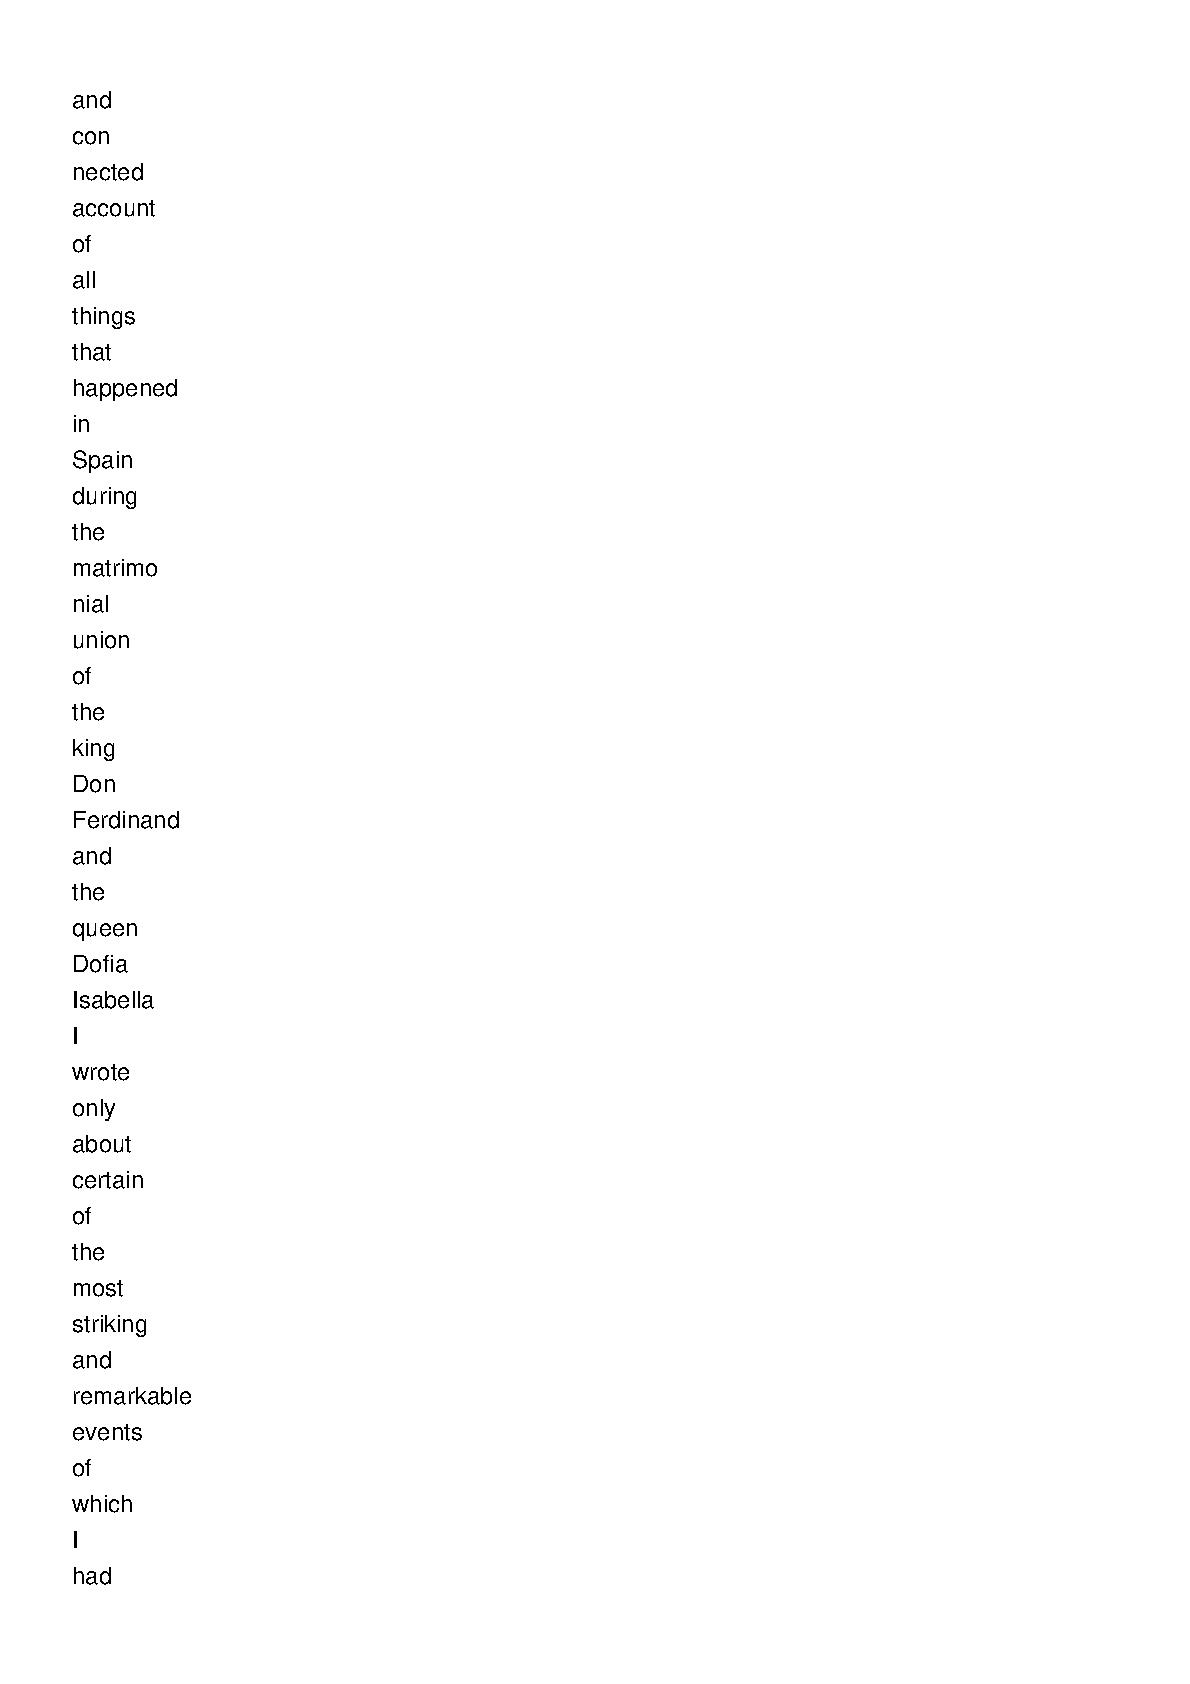 and
con
nected
account
of
all
things
that
happened
in
Spain
during
the
matrimo
nial
union
of
the
king
Don
Ferdinand
and
the
queen
Dofia
Isabella
I
wrote
only
about
certain
of
the
most
striking
and
remarkable
events
of
which
I
had